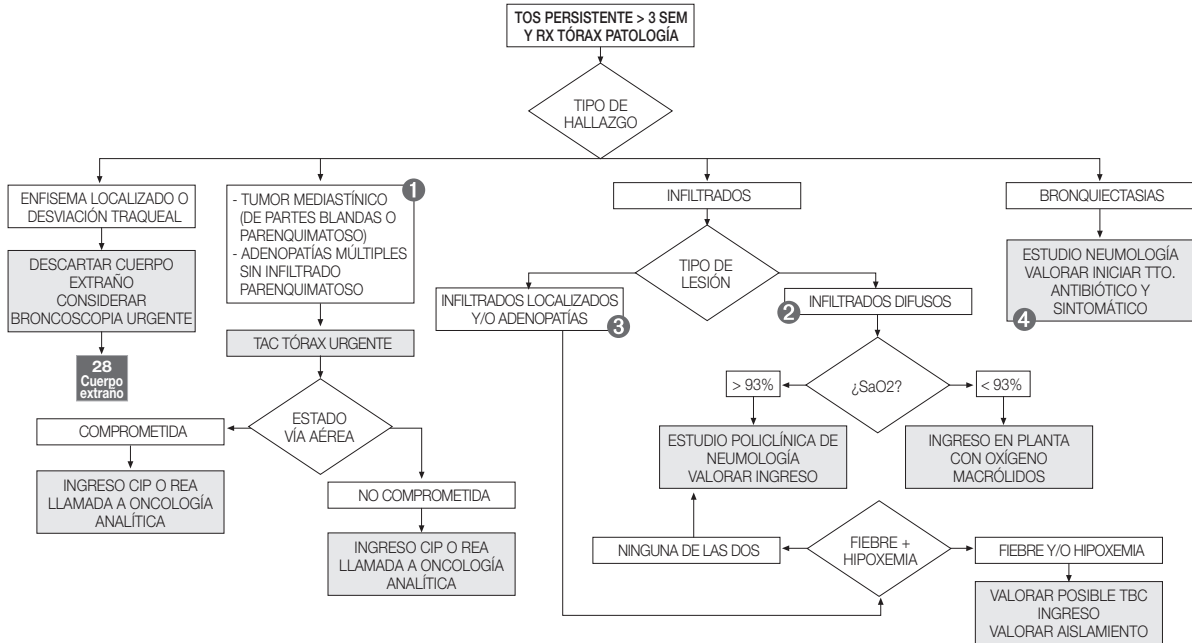 TOS PERSISTENTE > 3 SEM
Y RX TÓRAX PATOLOGÍA
TIPO DE
HALLAZGO
ENFISEMA LOCALIZADO O
DESVIACIÓN TRAQUEAL
DESCARTAR CUERPO
EXTRAÑO
CONSIDERAR
BRONCOSCOPIA URGENTE
28
Cuerpo
extraño
1
- TUMOR MEDIASTÍNICO
(DE PARTES BLANDAS O
PARENQUIMATOSO)
- ADENOPATÍAS MÚLTIPLES
SIN INFILTRADO
PARENQUIMATOSO
TAC TÓRAX URGENTE
ESTADO
VÍA AÉREA
COMPROMETIDA
INGRESO CIP O REA
LLAMADA A ONCOLOGÍA
ANALÍTICA
NO COMPROMETIDA
INGRESO CIP O REA
LLAMADA A ONCOLOGÍA
ANALÍTICA
INFILTRADOS
TIPO DE
LESIÓN
INFILTRADOS LOCALIZADOS
Y/O ADENOPATÍAS
3
INFILTRADOS DIFUSOS
2
¿SaO2?
> 93%
< 93%
ESTUDIO POLICLÍNICA DE
NEUMOLOGÍA
VALORAR INGRESO
INGRESO EN PLANTA
CON OXÍGENO
MACRÓLIDOS
FIEBRE +
HIPOXEMIA
NINGUNA DE LAS DOS
FIEBRE Y/O HIPOXEMIA
VALORAR POSIBLE TBC
INGRESO
VALORAR AISLAMIENTO
BRONQUIECTASIAS
ESTUDIO NEUMOLOGÍA
VALORAR INICIAR TTO.
ANTIBIÓTICO Y
SINTOMÁTICO
4